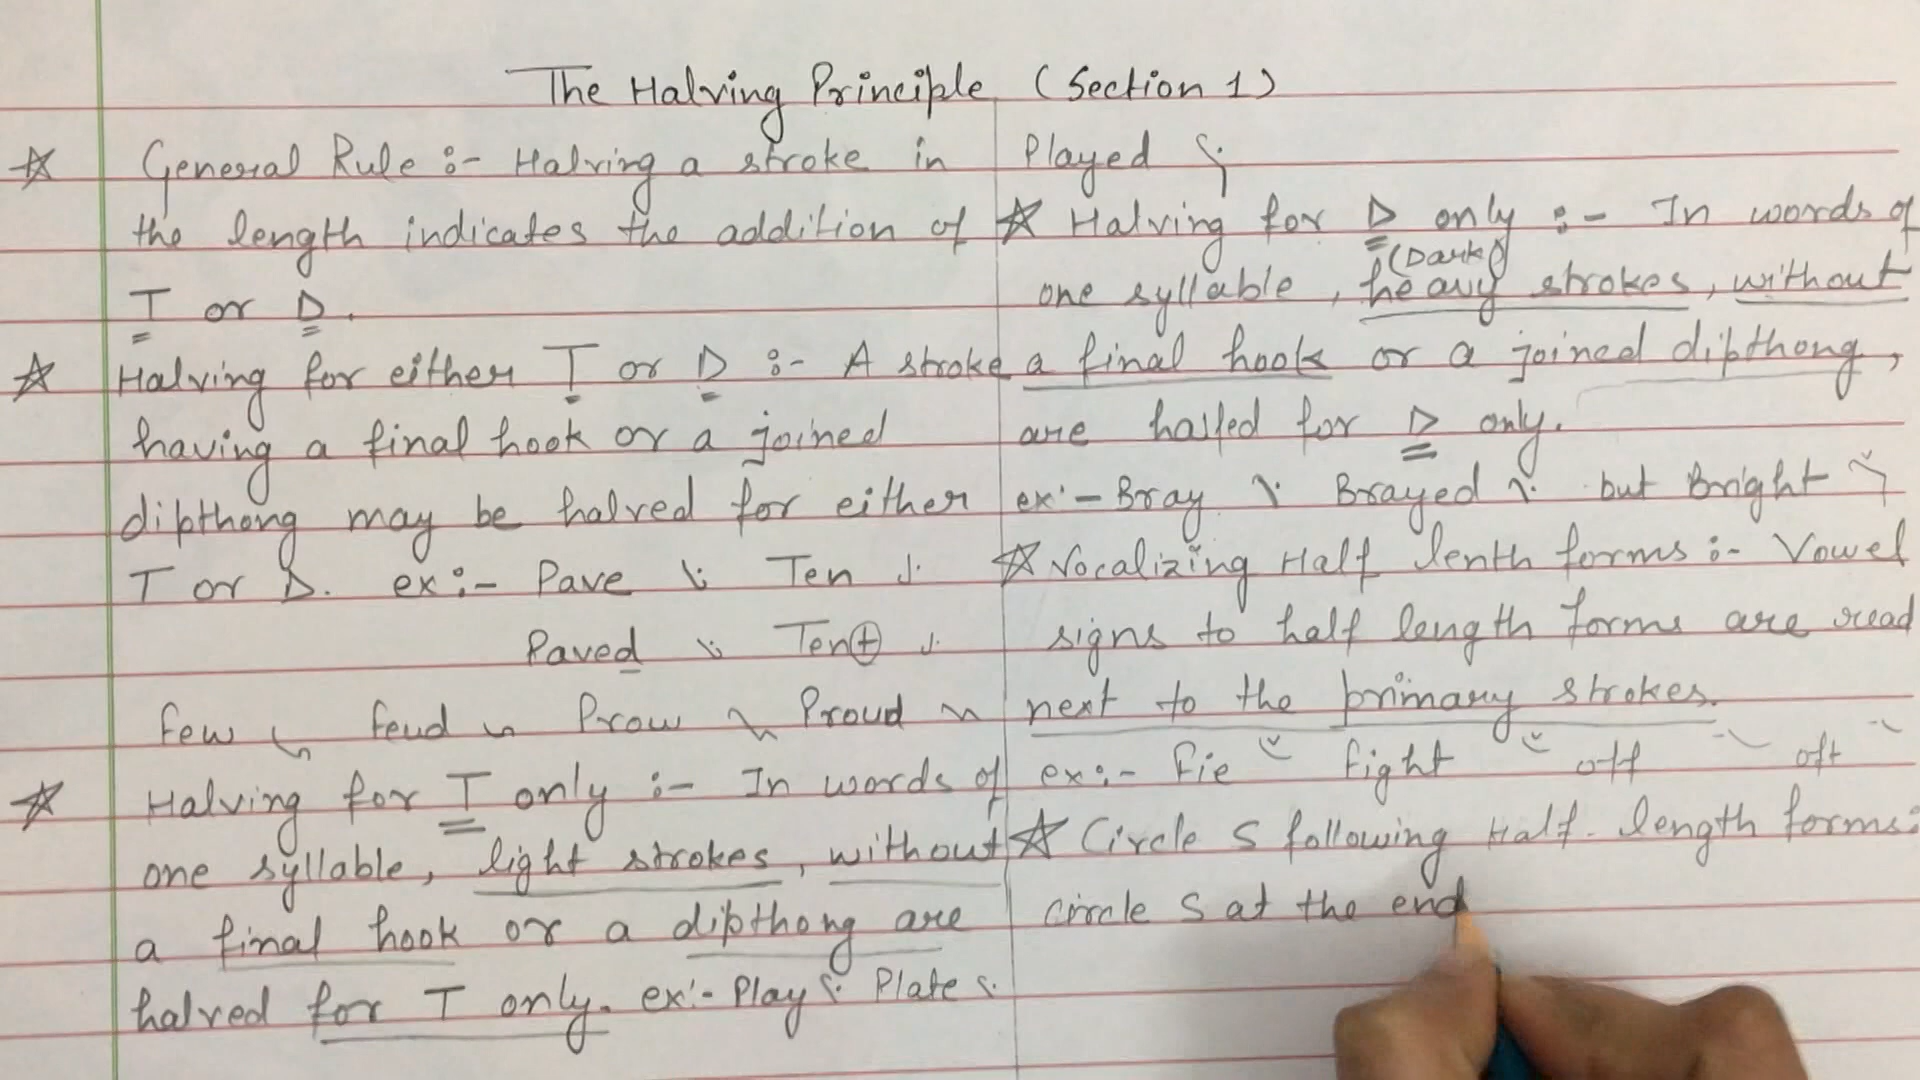 The Halving Principle (Section 1)
☆ General Rule :- Halving a stroke in
the length indicates the addition of
T or D.
☆ Halving for either T or D :- A stroke
having a final hook or a joined
dipthong may be halved for either
T or D. ex:- Pave Ten
Paved Tent
few feud Prow Proud
☆ Halving for T only :- In words of
one syllable, light strokes, without
a final hook or a dipthong are
halved for T only. ex:- Play Plate
Played
☆ Halving for D only :- In words of
(Dark)
one syllable, heavy strokes, without
a final hook or a joined dipthong,
are halfed for D only.
ex:- Bray Brayed but Bright
☆ Vocalizing Half lenth forms :- Vowel
signs to half length forms are read
next to the primary strokes.
ex:- Fie fight off oft
☆ Circle S following Half-length forms:
circle S at the end